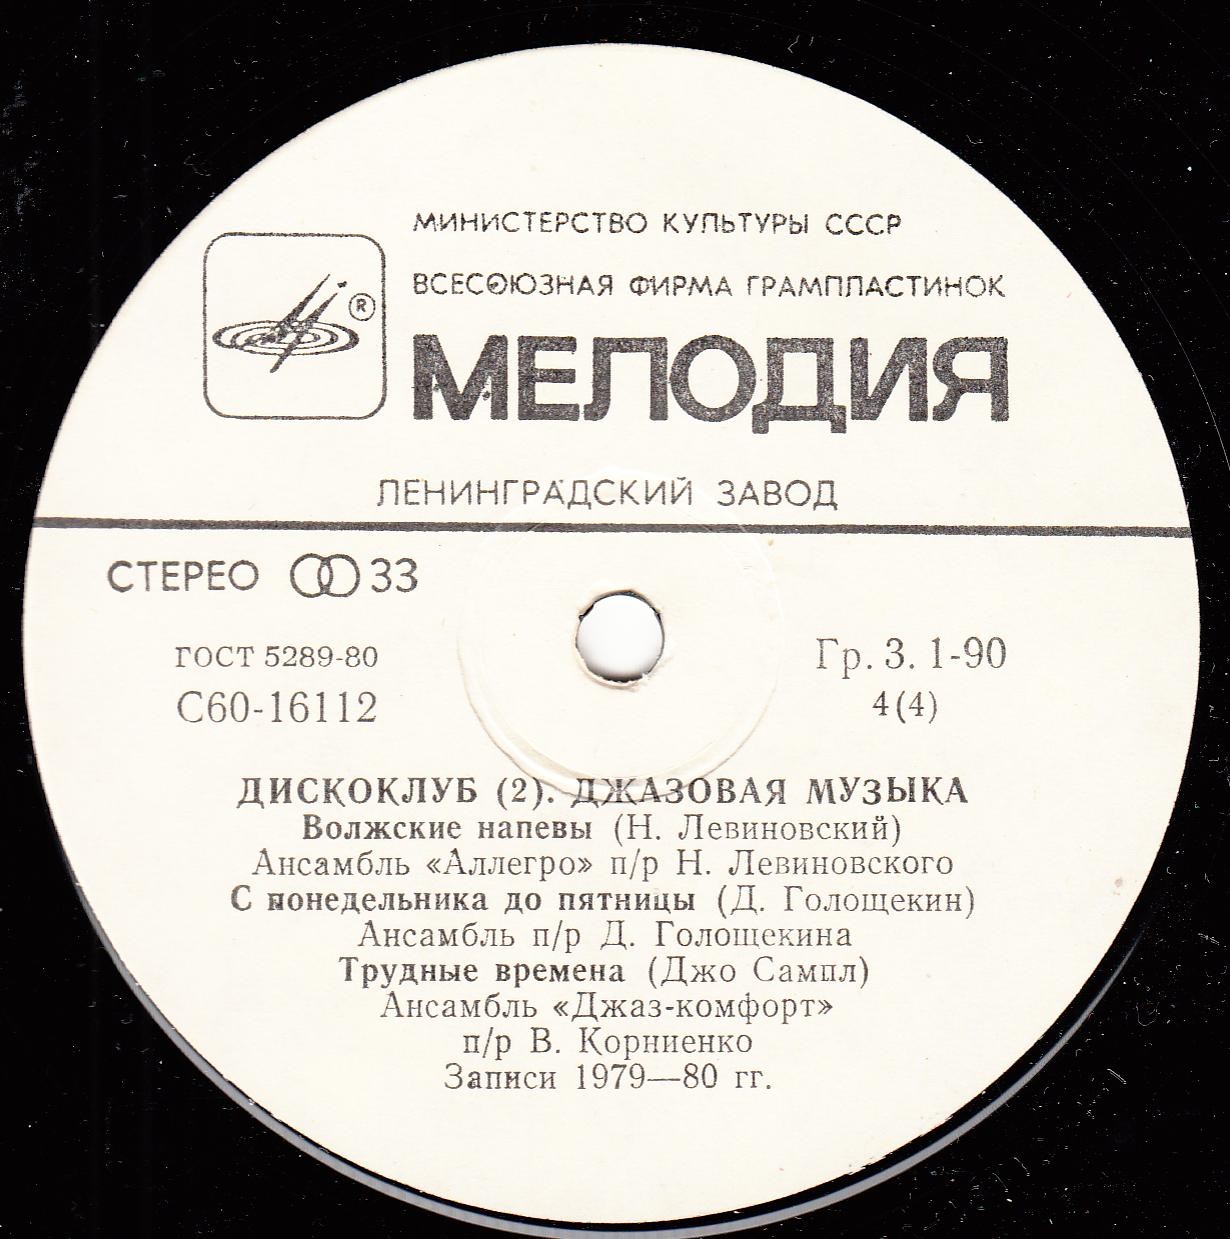 МИНИСТЕРСТВО КУЛЬТУРЫ СССР
ВСЕСОЮЗНАЯ ФИРМА ГРАМПЛАСТИНОК
®
МЕЛОДИЯ
ЛЕНИНГРАДСКИЙ ЗАВОД
СТЕРЕО 33
ГОСТ 5289-80
С60-16112
Гр. 3. 1-90
4(4)
ДИСКОКЛУБ (2). ДЖАЗОВАЯ МУЗЫКА
Волжские напевы (Н. Левиновский)
Ансамбль «Аллегро» п/р Н. Левиновского
С понедельника до пятницы (Д. Голощекин)
Ансамбль п/р Д. Голощекина
Трудные времена (Джо Сампл)
Ансамбль «Джаз-комфорт»
п/р В. Корниенко
Записи 1979—80 гг.